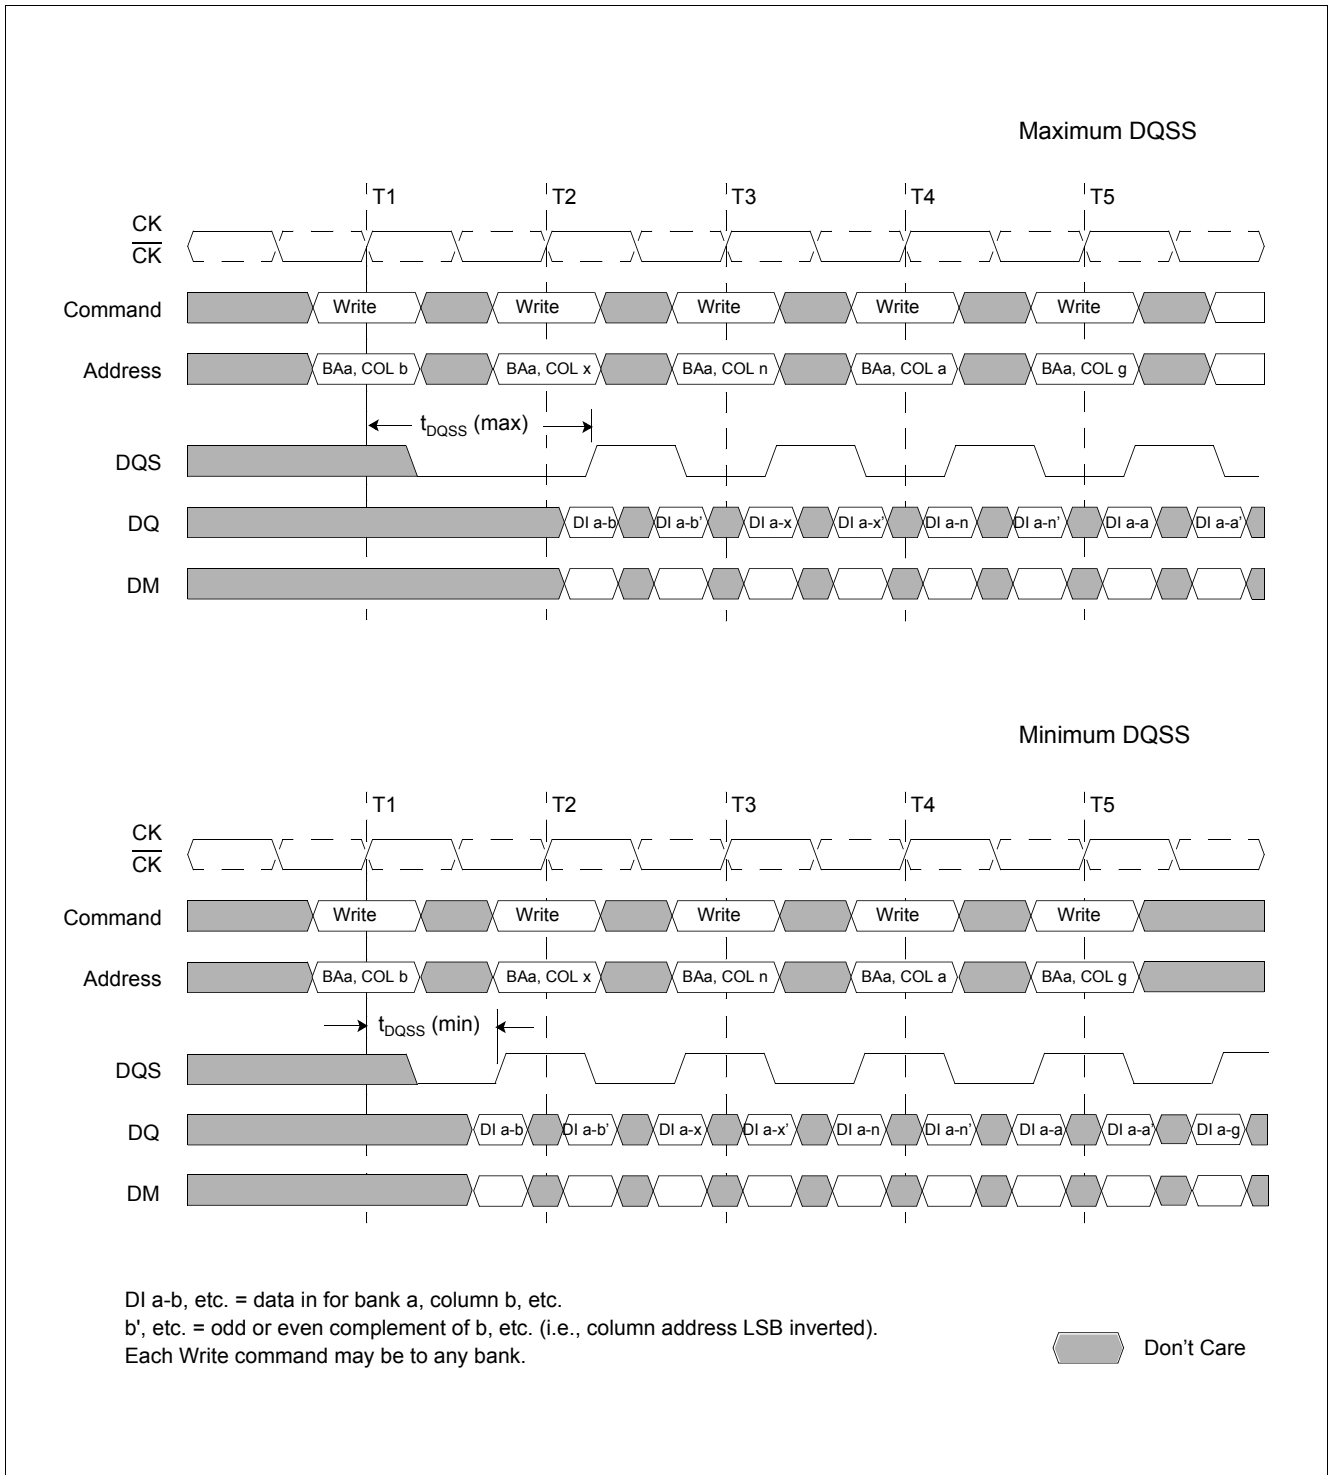 Maximum DQSS
T1 T2 T3 T4 T5
CK
CK
Command Write Write Write Write Write
Address BAa, COL b BAa, COL x BAa, COL n BAa, COL a BAa, COL g
tDQSS (max)
DQS
DQ DI a-b DI a-b’ DI a-x DI a-x’ DI a-n DI a-n’ DI a-a DI a-a’
DM
Minimum DQSS
T1 T2 T3 T4 T5
CK
CK
Command Write Write Write Write Write
Address BAa, COL b BAa, COL x BAa, COL n BAa, COL a BAa, COL g
tDQSS (min)
DQS
DQ DI a-b DI a-b’ DI a-x DI a-x’ DI a-n DI a-n’ DI a-a DI a-a’ DI a-g
DM
DI a-b, etc. = data in for bank a, column b, etc.
b', etc. = odd or even complement of b, etc. (i.e., column address LSB inverted).
Each Write command may be to any bank.
Don't Care